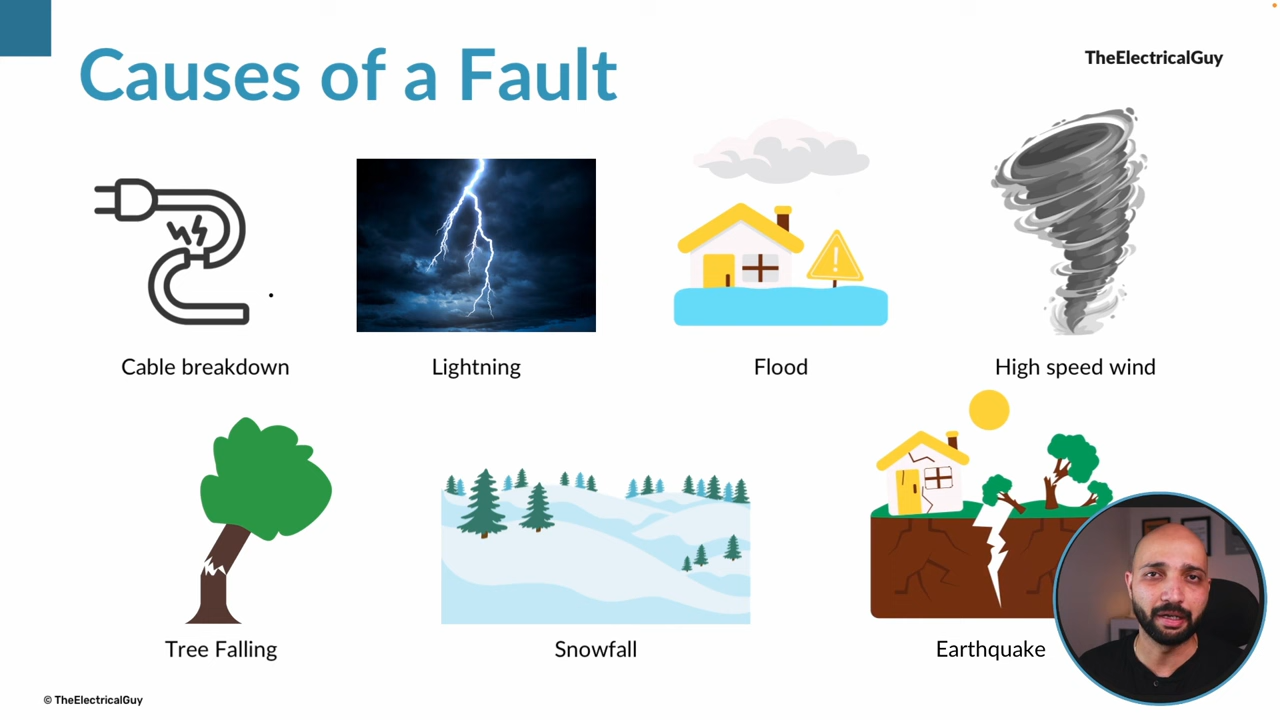 Causes of a Fault
TheElectricalGuy
Cable breakdown
Lightning
Flood
High speed wind
Tree Falling
Snowfall
Earthquake
© TheElectricalGuy